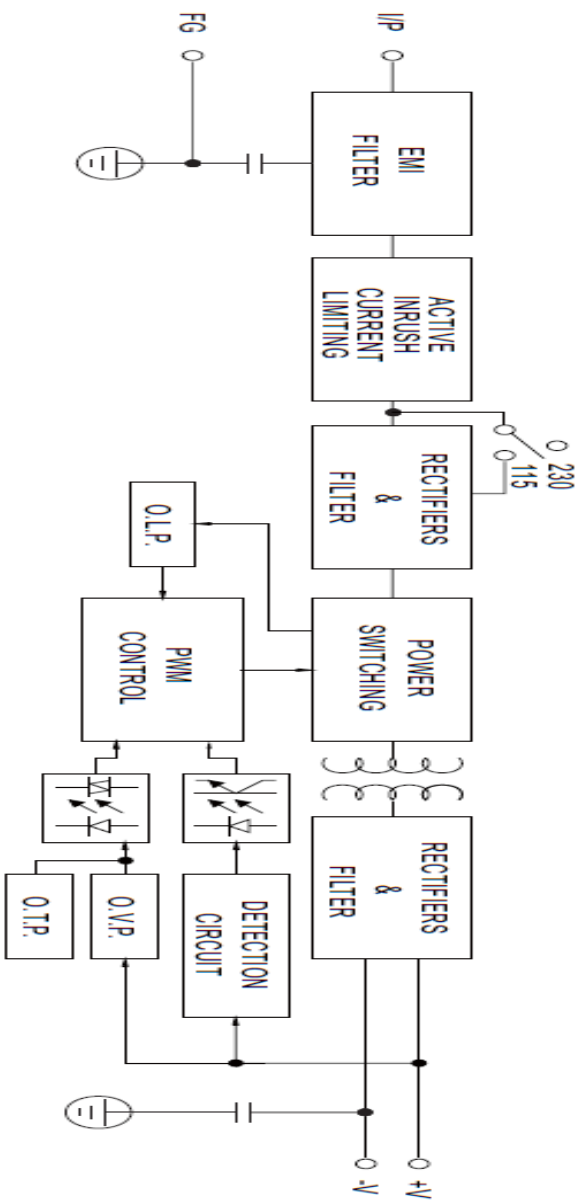 I/P
FG
EMI
FILTER
ACTIVE
INRUSH
CURRENT
LIMITING
230
115
RECTIFIERS
&
FILTER
POWER
SWITCHING
O.L.P.
PWM
CONTROL
RECTIFIERS
&
FILTER
DETECTION
CIRCUIT
O.V.P.
O.T.P.
+V
-V